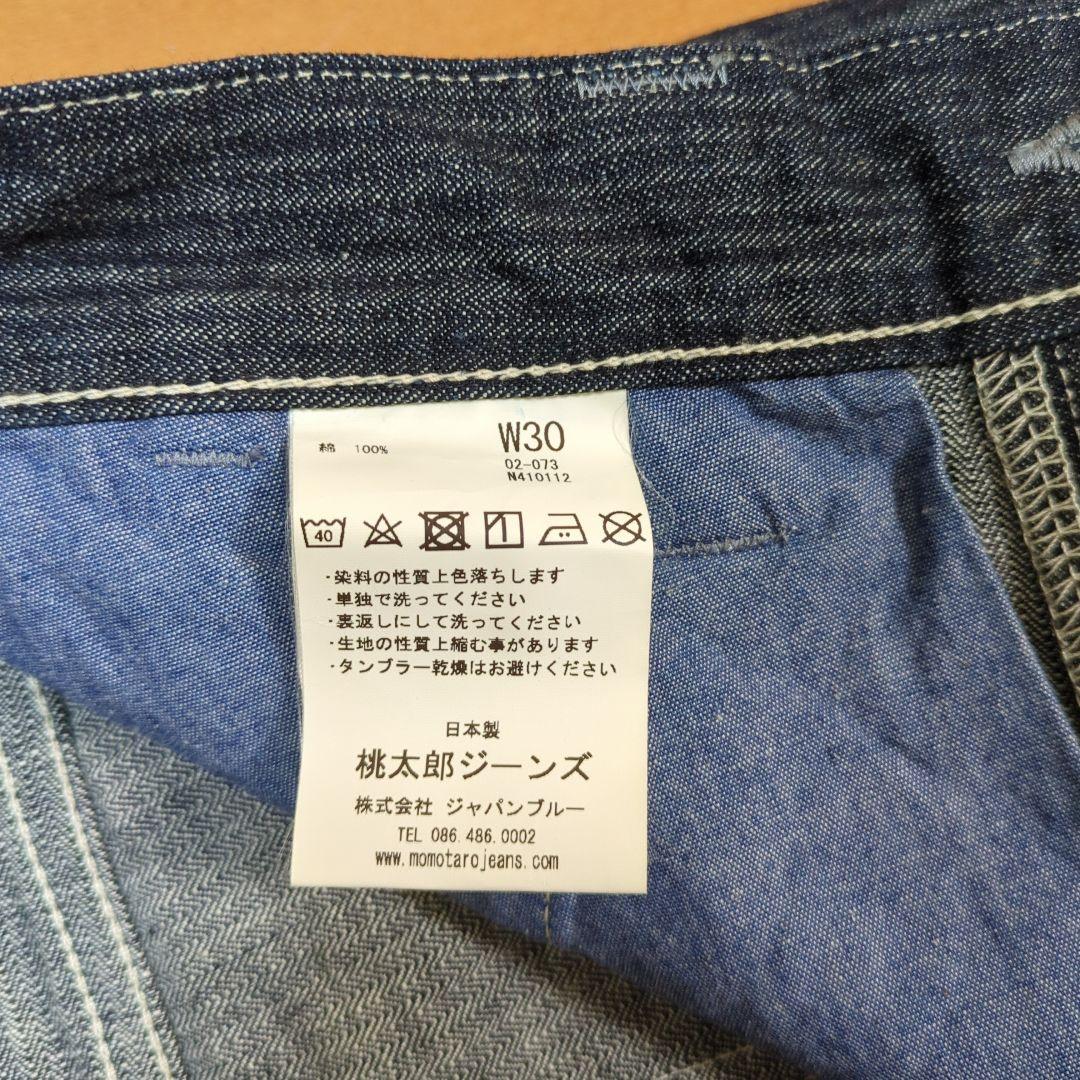 綿 100%
W30
02-073
N410112
40
1
・染料の性質上色落ちします
・単独で洗ってください
・裏返しにして洗ってください
・生地の性質上縮む事があります
・タンブラー乾燥はお避けください
日本製
桃太郎ジーンズ
株式会社 ジャパンブルー
TEL 086.486.0002
www.momotarojeans.com